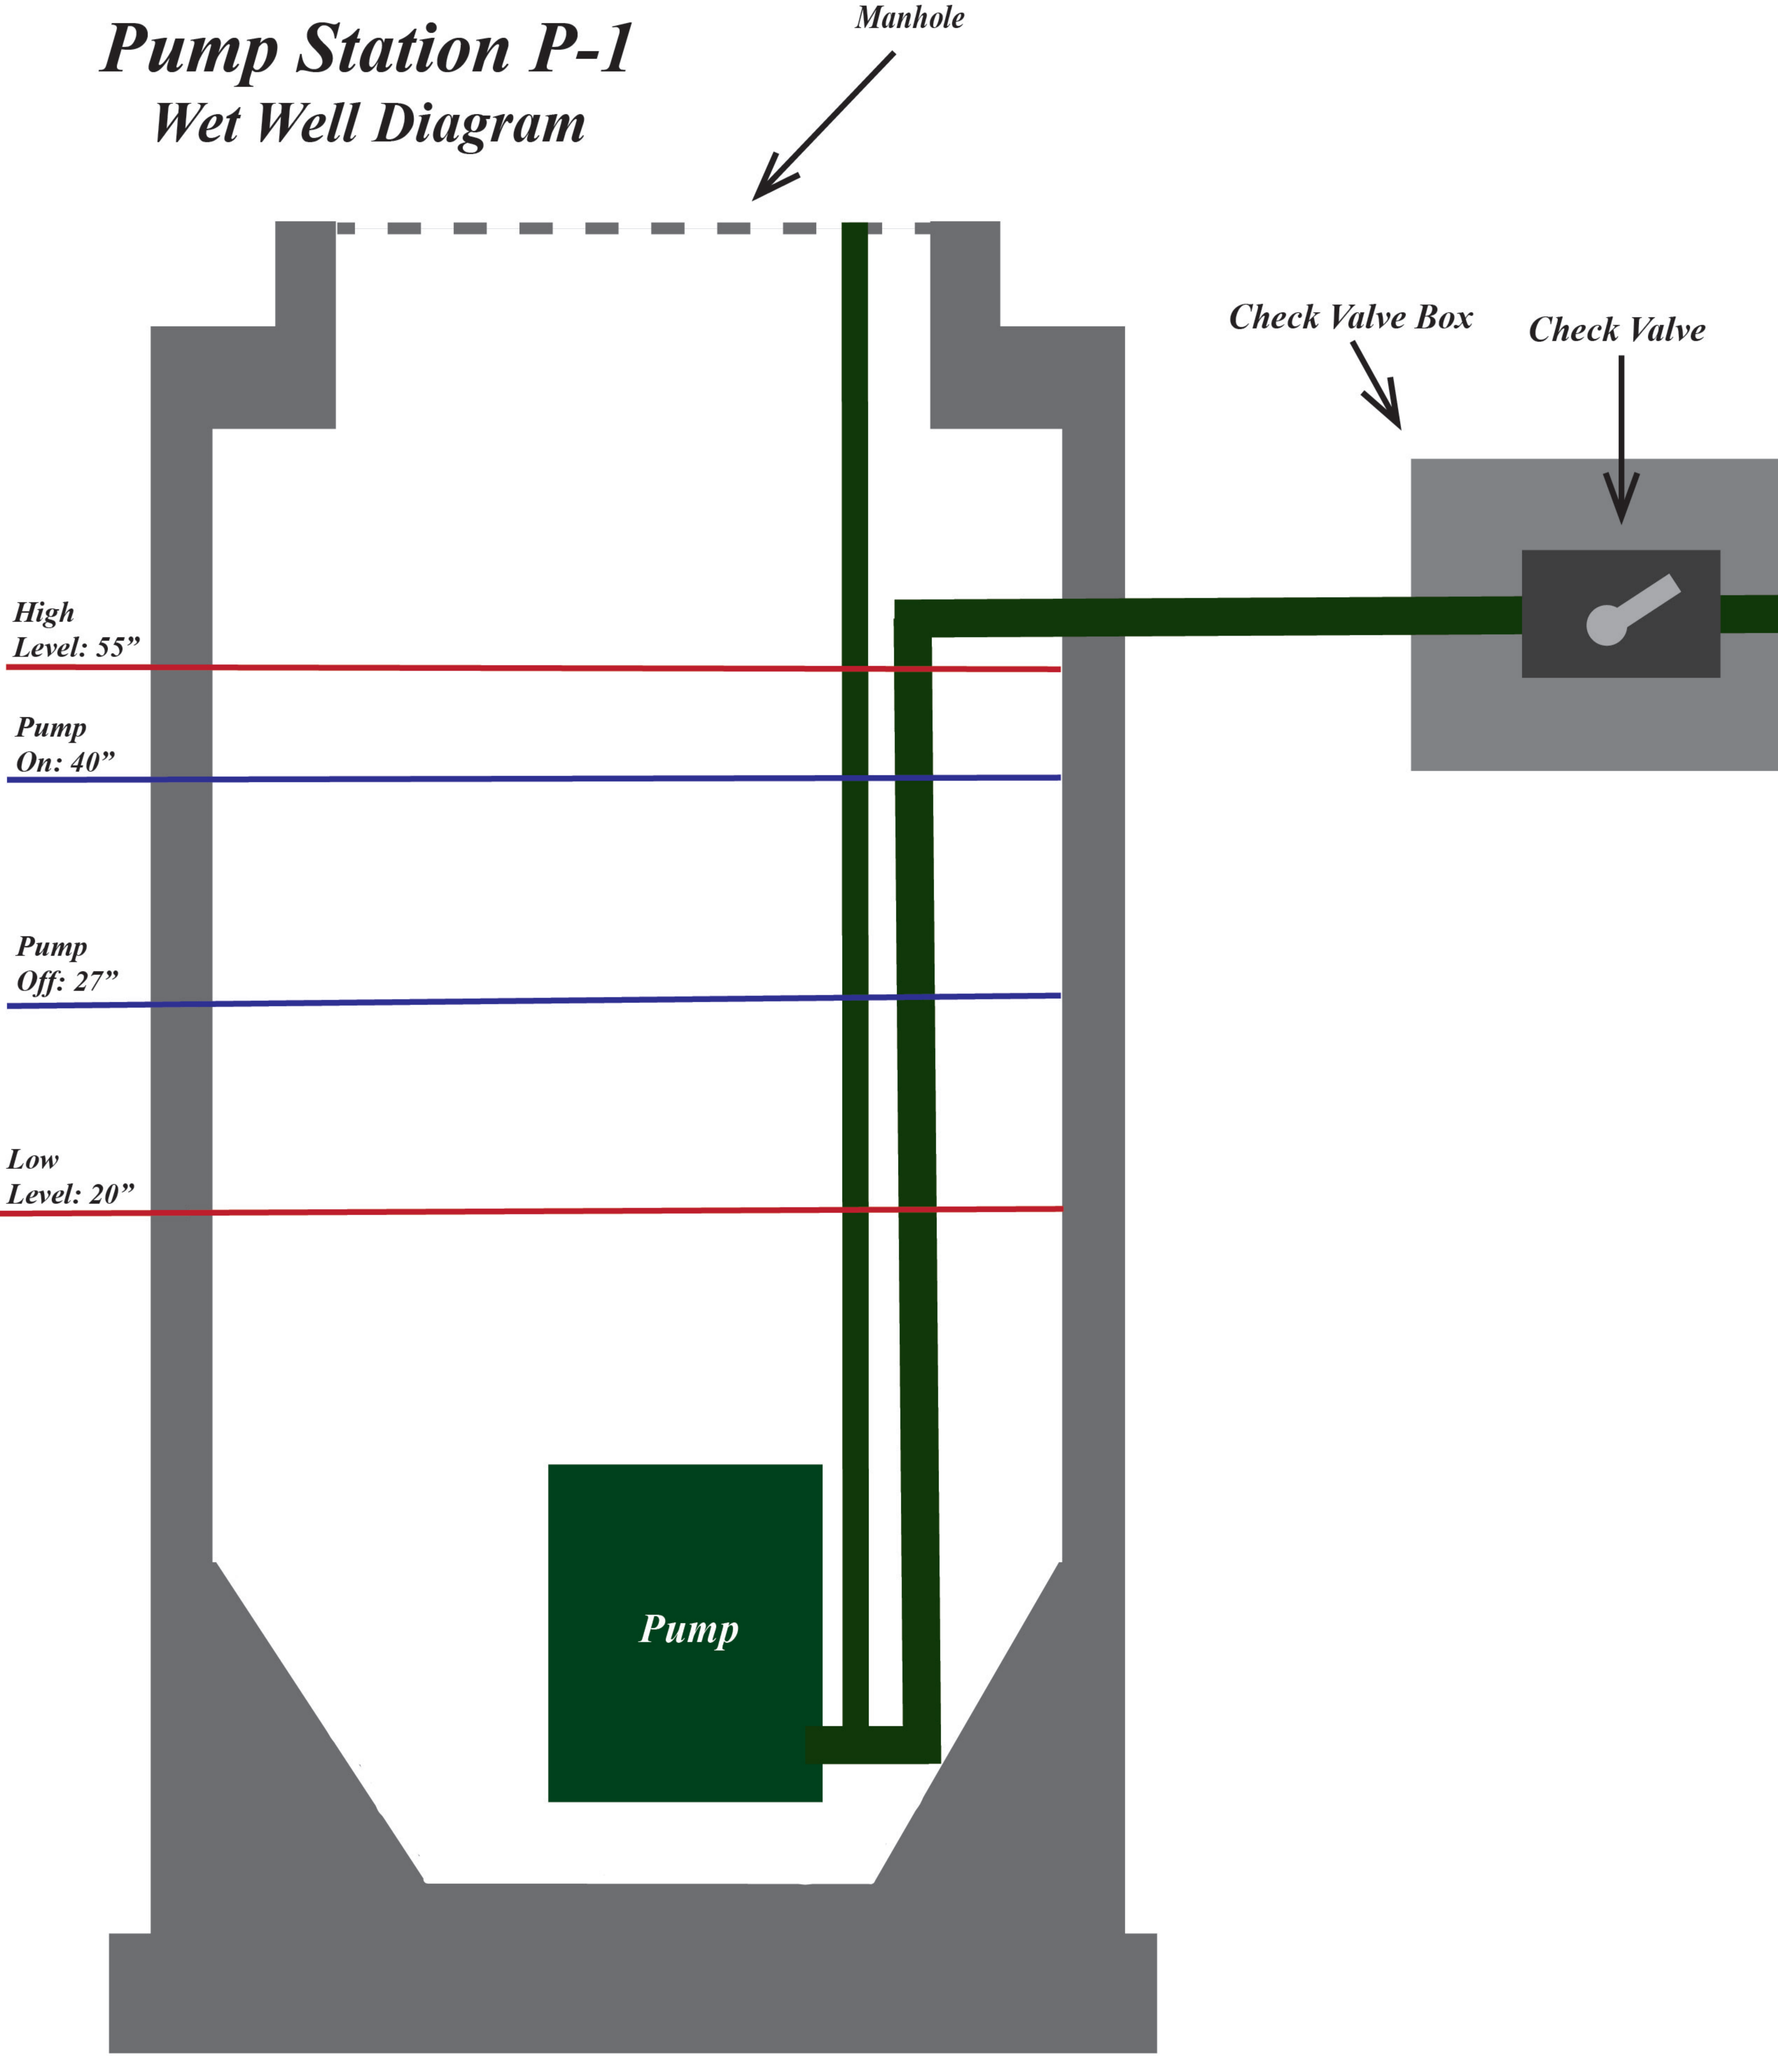 Pump Station P-1
Wet Well Diagram
Manhole
Check Valve Box
Check Valve
High
Level: 55”
Pump
On: 40”
Pump
Off: 27”
Low
Level: 20”
Pump